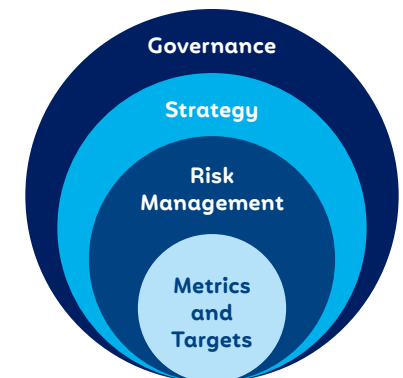 Governance
Strategy
Risk
Management
Metrics
and
Targets